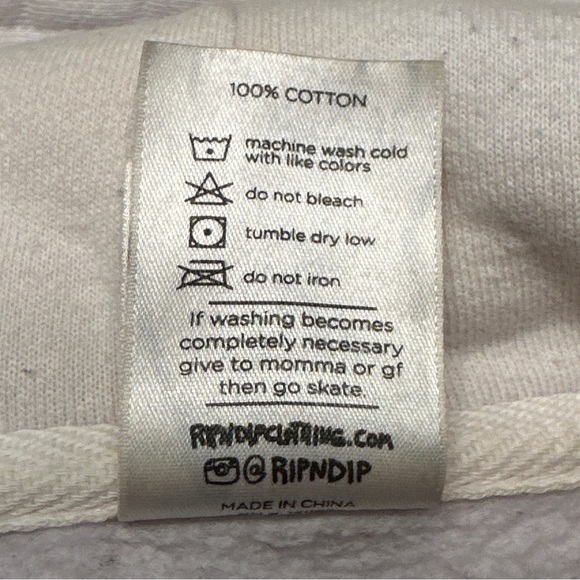 100% COTTON
machine wash cold
with like colors
do not bleach
tumble dry low
do not iron
If washing becomes
completely necessary
give to momma or gf
then go skate.
RIPNDIPCLOTHING.COM
@RIPNDIP
MADE IN CHINA